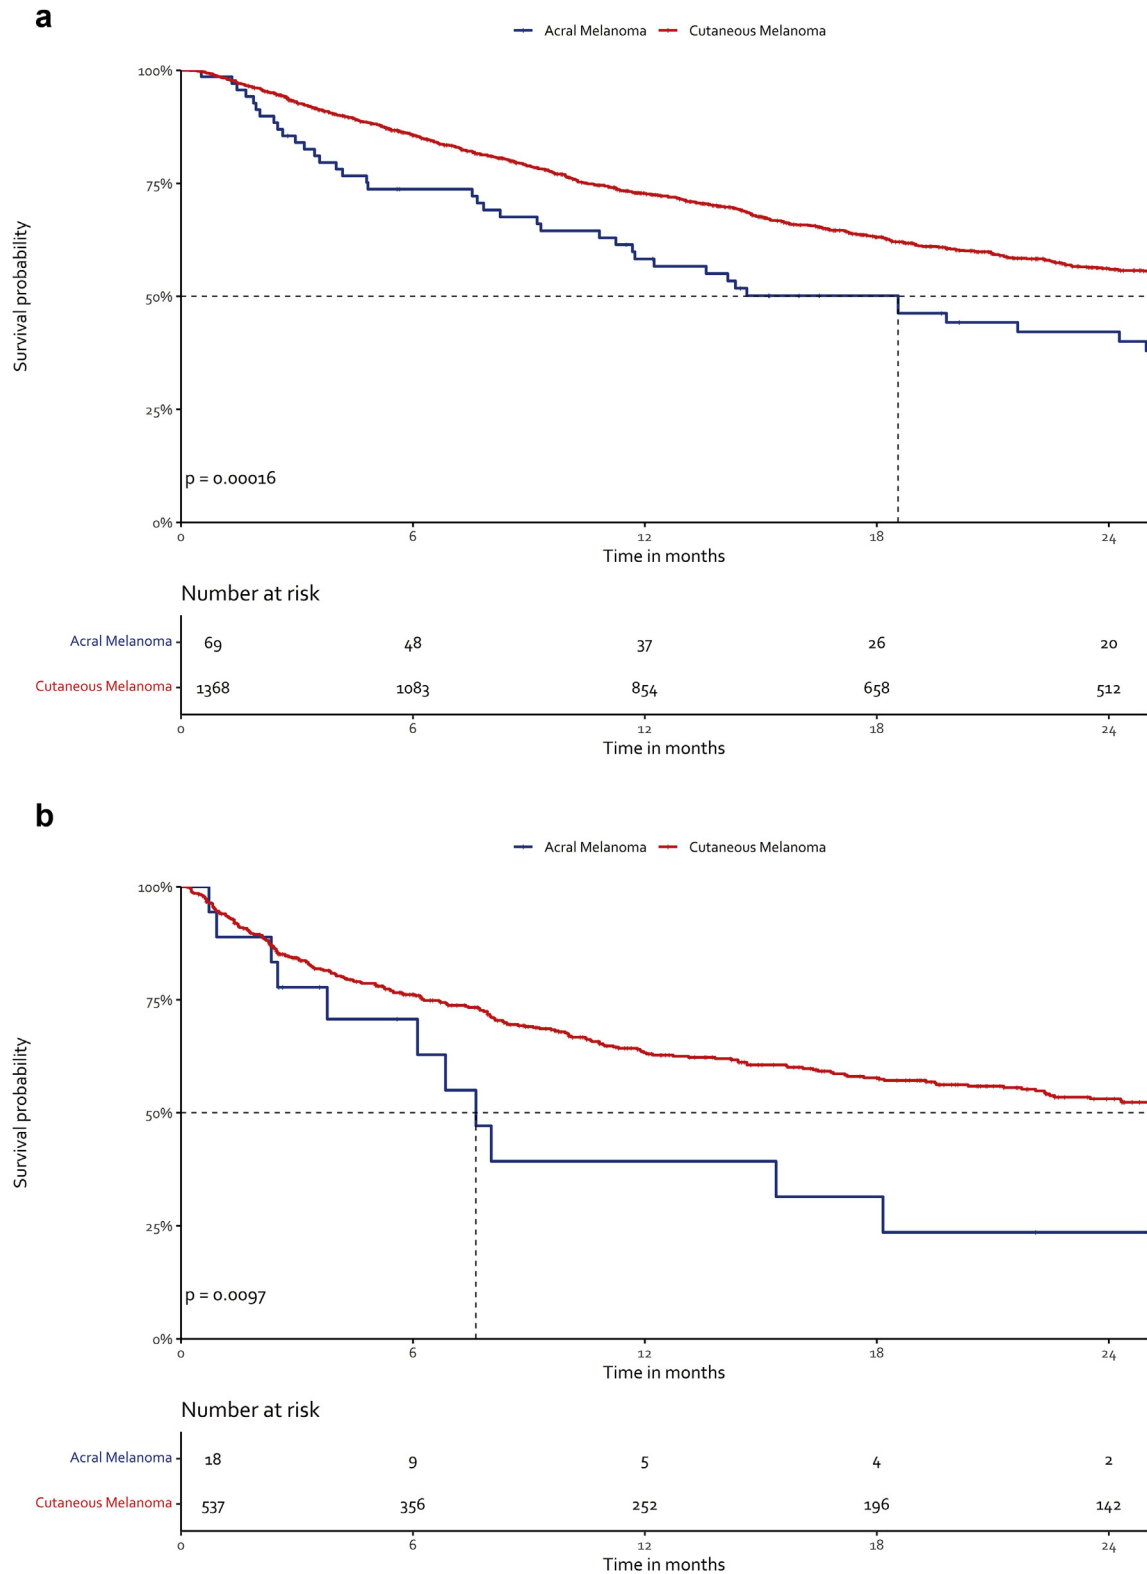 a
Acral Melanoma Cutaneous Melanoma
100%
75%
50%
25%
0%
Survival probability
p = 0.00016
0 6 12 18 24
Time in months
Number at risk
Acral Melanoma 69 48 37 26 20
Cutaneous Melanoma 1368 1083 854 658 512
0 6 12 18 24
Time in months
b
Acral Melanoma Cutaneous Melanoma
100%
75%
50%
25%
0%
Survival probability
p = 0.0097
0 6 12 18 24
Time in months
Number at risk
Acral Melanoma 18 9 5 4 2
Cutaneous Melanoma 537 356 252 196 142
0 6 12 18 24
Time in months